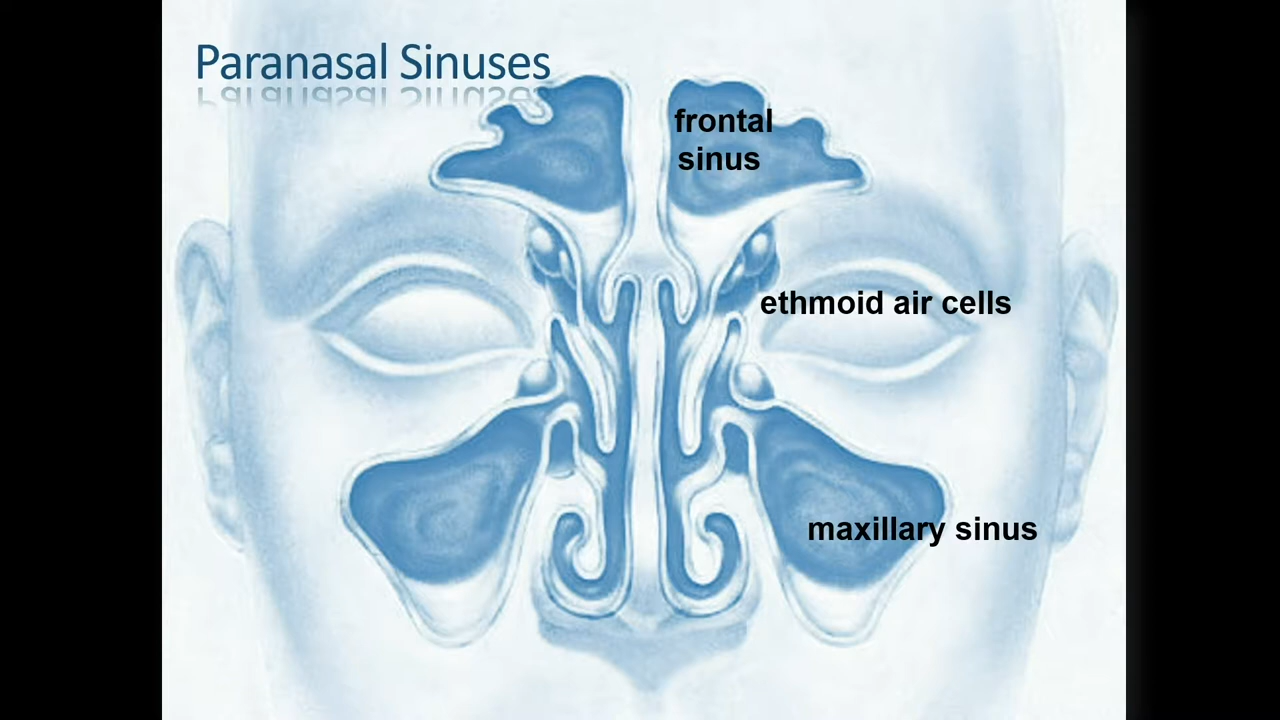 Paranasal Sinuses
frontal
sinus
ethmoid air cells
maxillary sinus